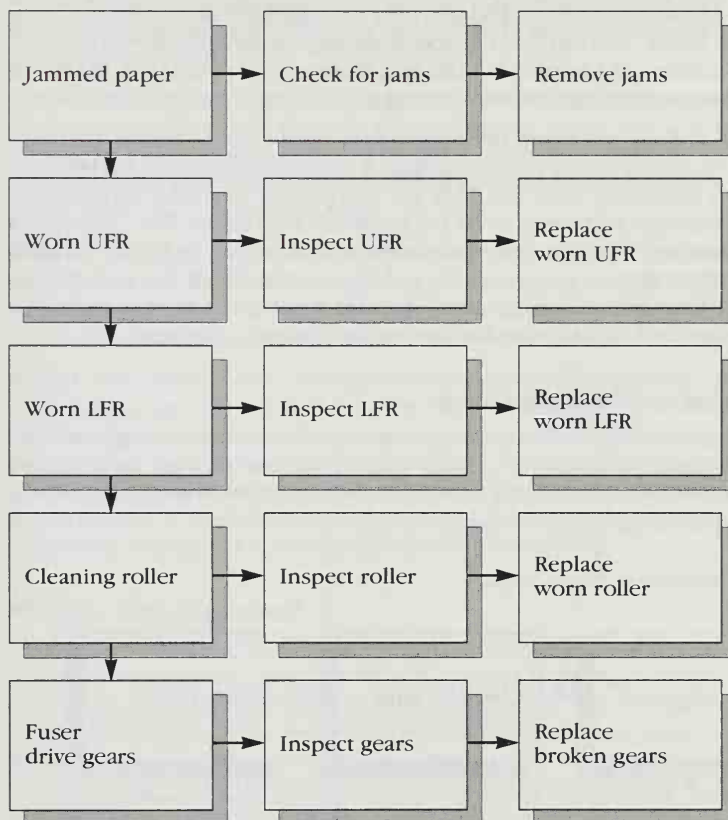 Jammed paper
Check for jams
Remove jams
Worn UFR
Inspect UFR
Replace
worn UFR
Worn LFR
Inspect LFR
Replace
worn LFR
Cleaning roller
Inspect roller
Replace
worn roller
Fuser
drive gears
Inspect gears
Replace
broken gears